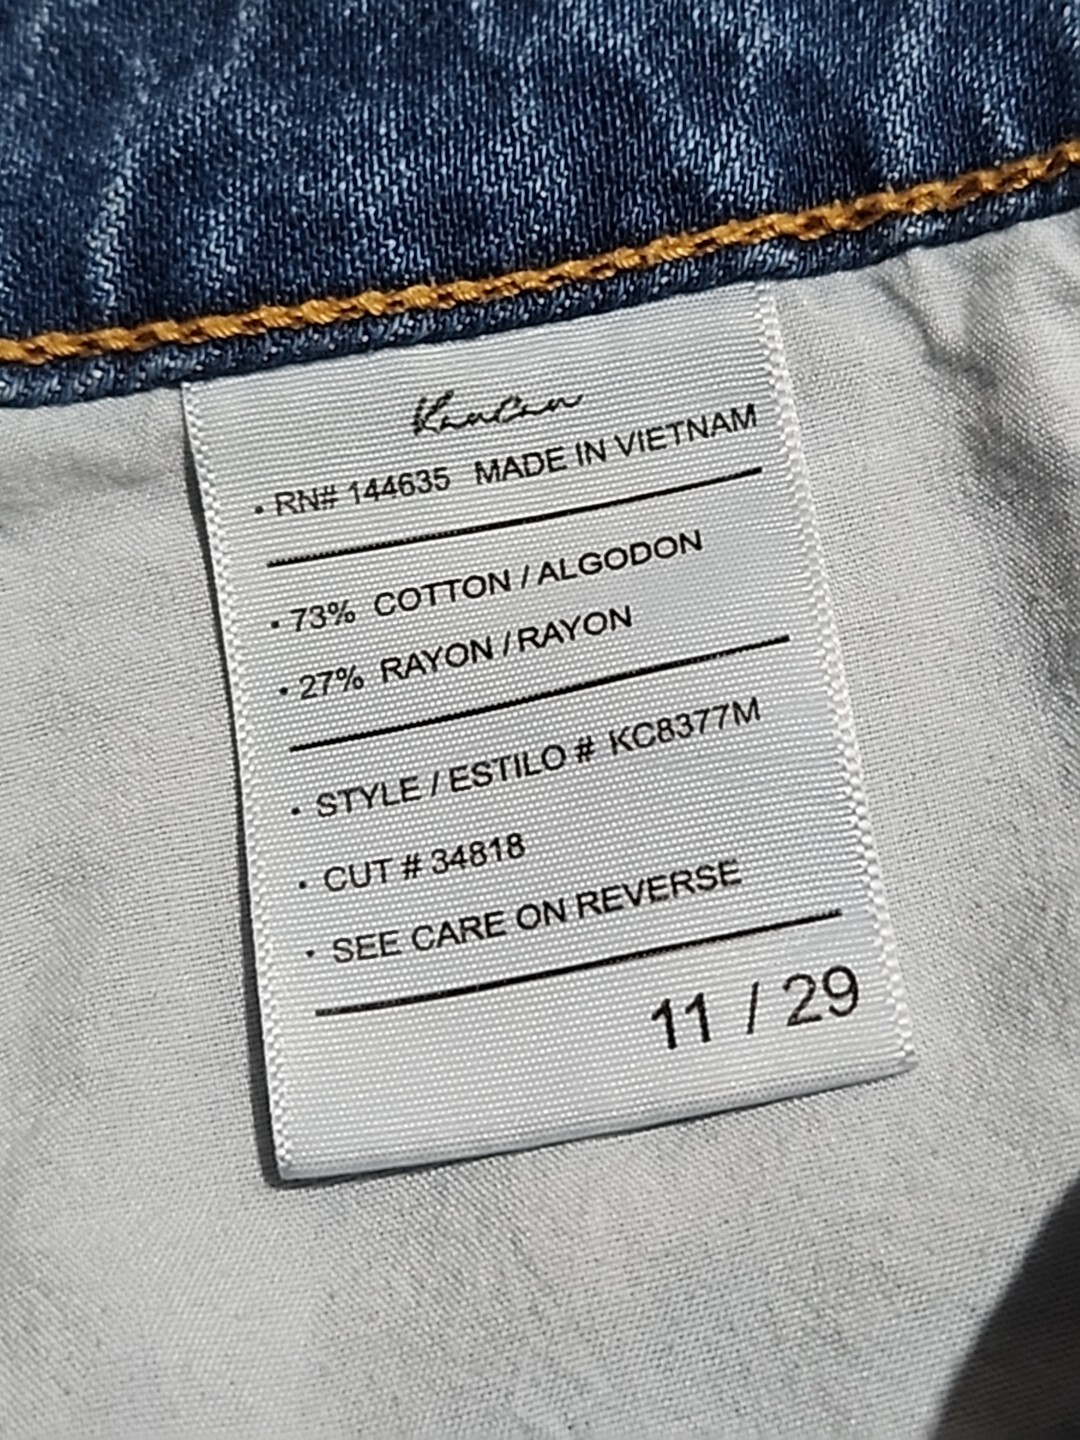 KanCan
· RN# 144635 MADE IN VIETNAM
· 73% COTTON / ALGODON
· 27% RAYON / RAYON
· STYLE / ESTILO # KC8377M
· CUT # 34818
· SEE CARE ON REVERSE
11 / 29